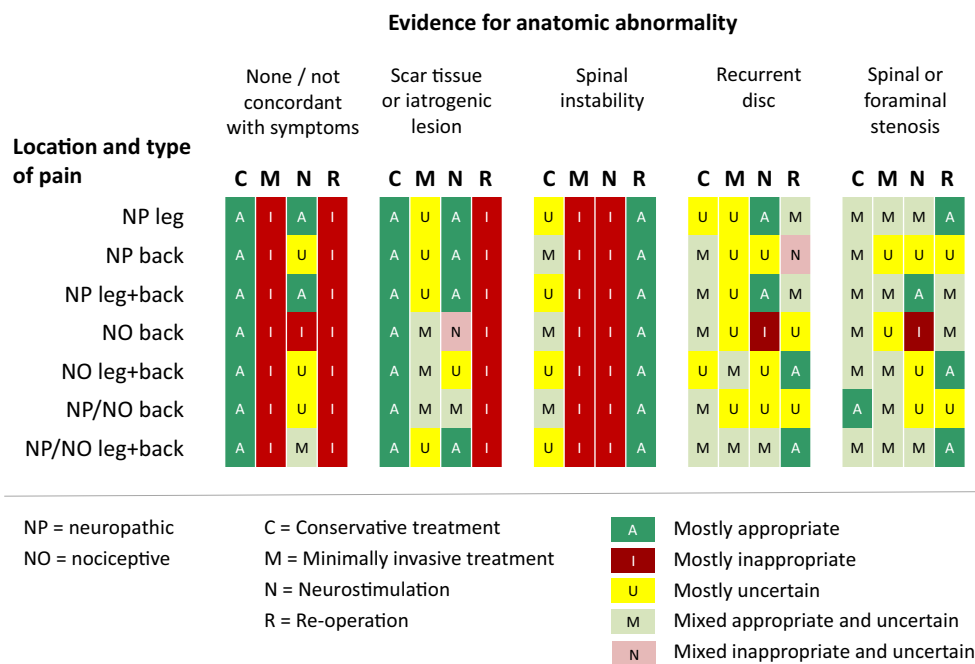 Evidence for anatomic abnormality
None / not concordant with symptoms
Scar tissue or iatrogenic lesion
Spinal instability
Recurrent disc
Spinal or foraminal stenosis
Location and type of pain
C M N R C M N R C M N R C M N R C M N R
NP leg A I A I A U A I U I I A U U A M M M M A
NP back A I U I A U A I M I I A M U U N M U U U
NP leg+back A I A I A U A I U I I A M U A M M M A M
NO back A I I I A M N I M I I A M U I U M U I M
NO leg+back A I U I A M U I U I I A U M U A M M U A
NP/NO back A I U I A M M I M I I A M U U U A M U U
NP/NO leg+back A I M I A U A I U I I A M M M A M M M A
NP = neuropathic
NO = nociceptive
C = Conservative treatment
M = Minimally invasive treatment
N = Neurostimulation
R = Re-operation
A Mostly appropriate
I Mostly inappropriate
U Mostly uncertain
M Mixed appropriate and uncertain
N Mixed inappropriate and uncertain